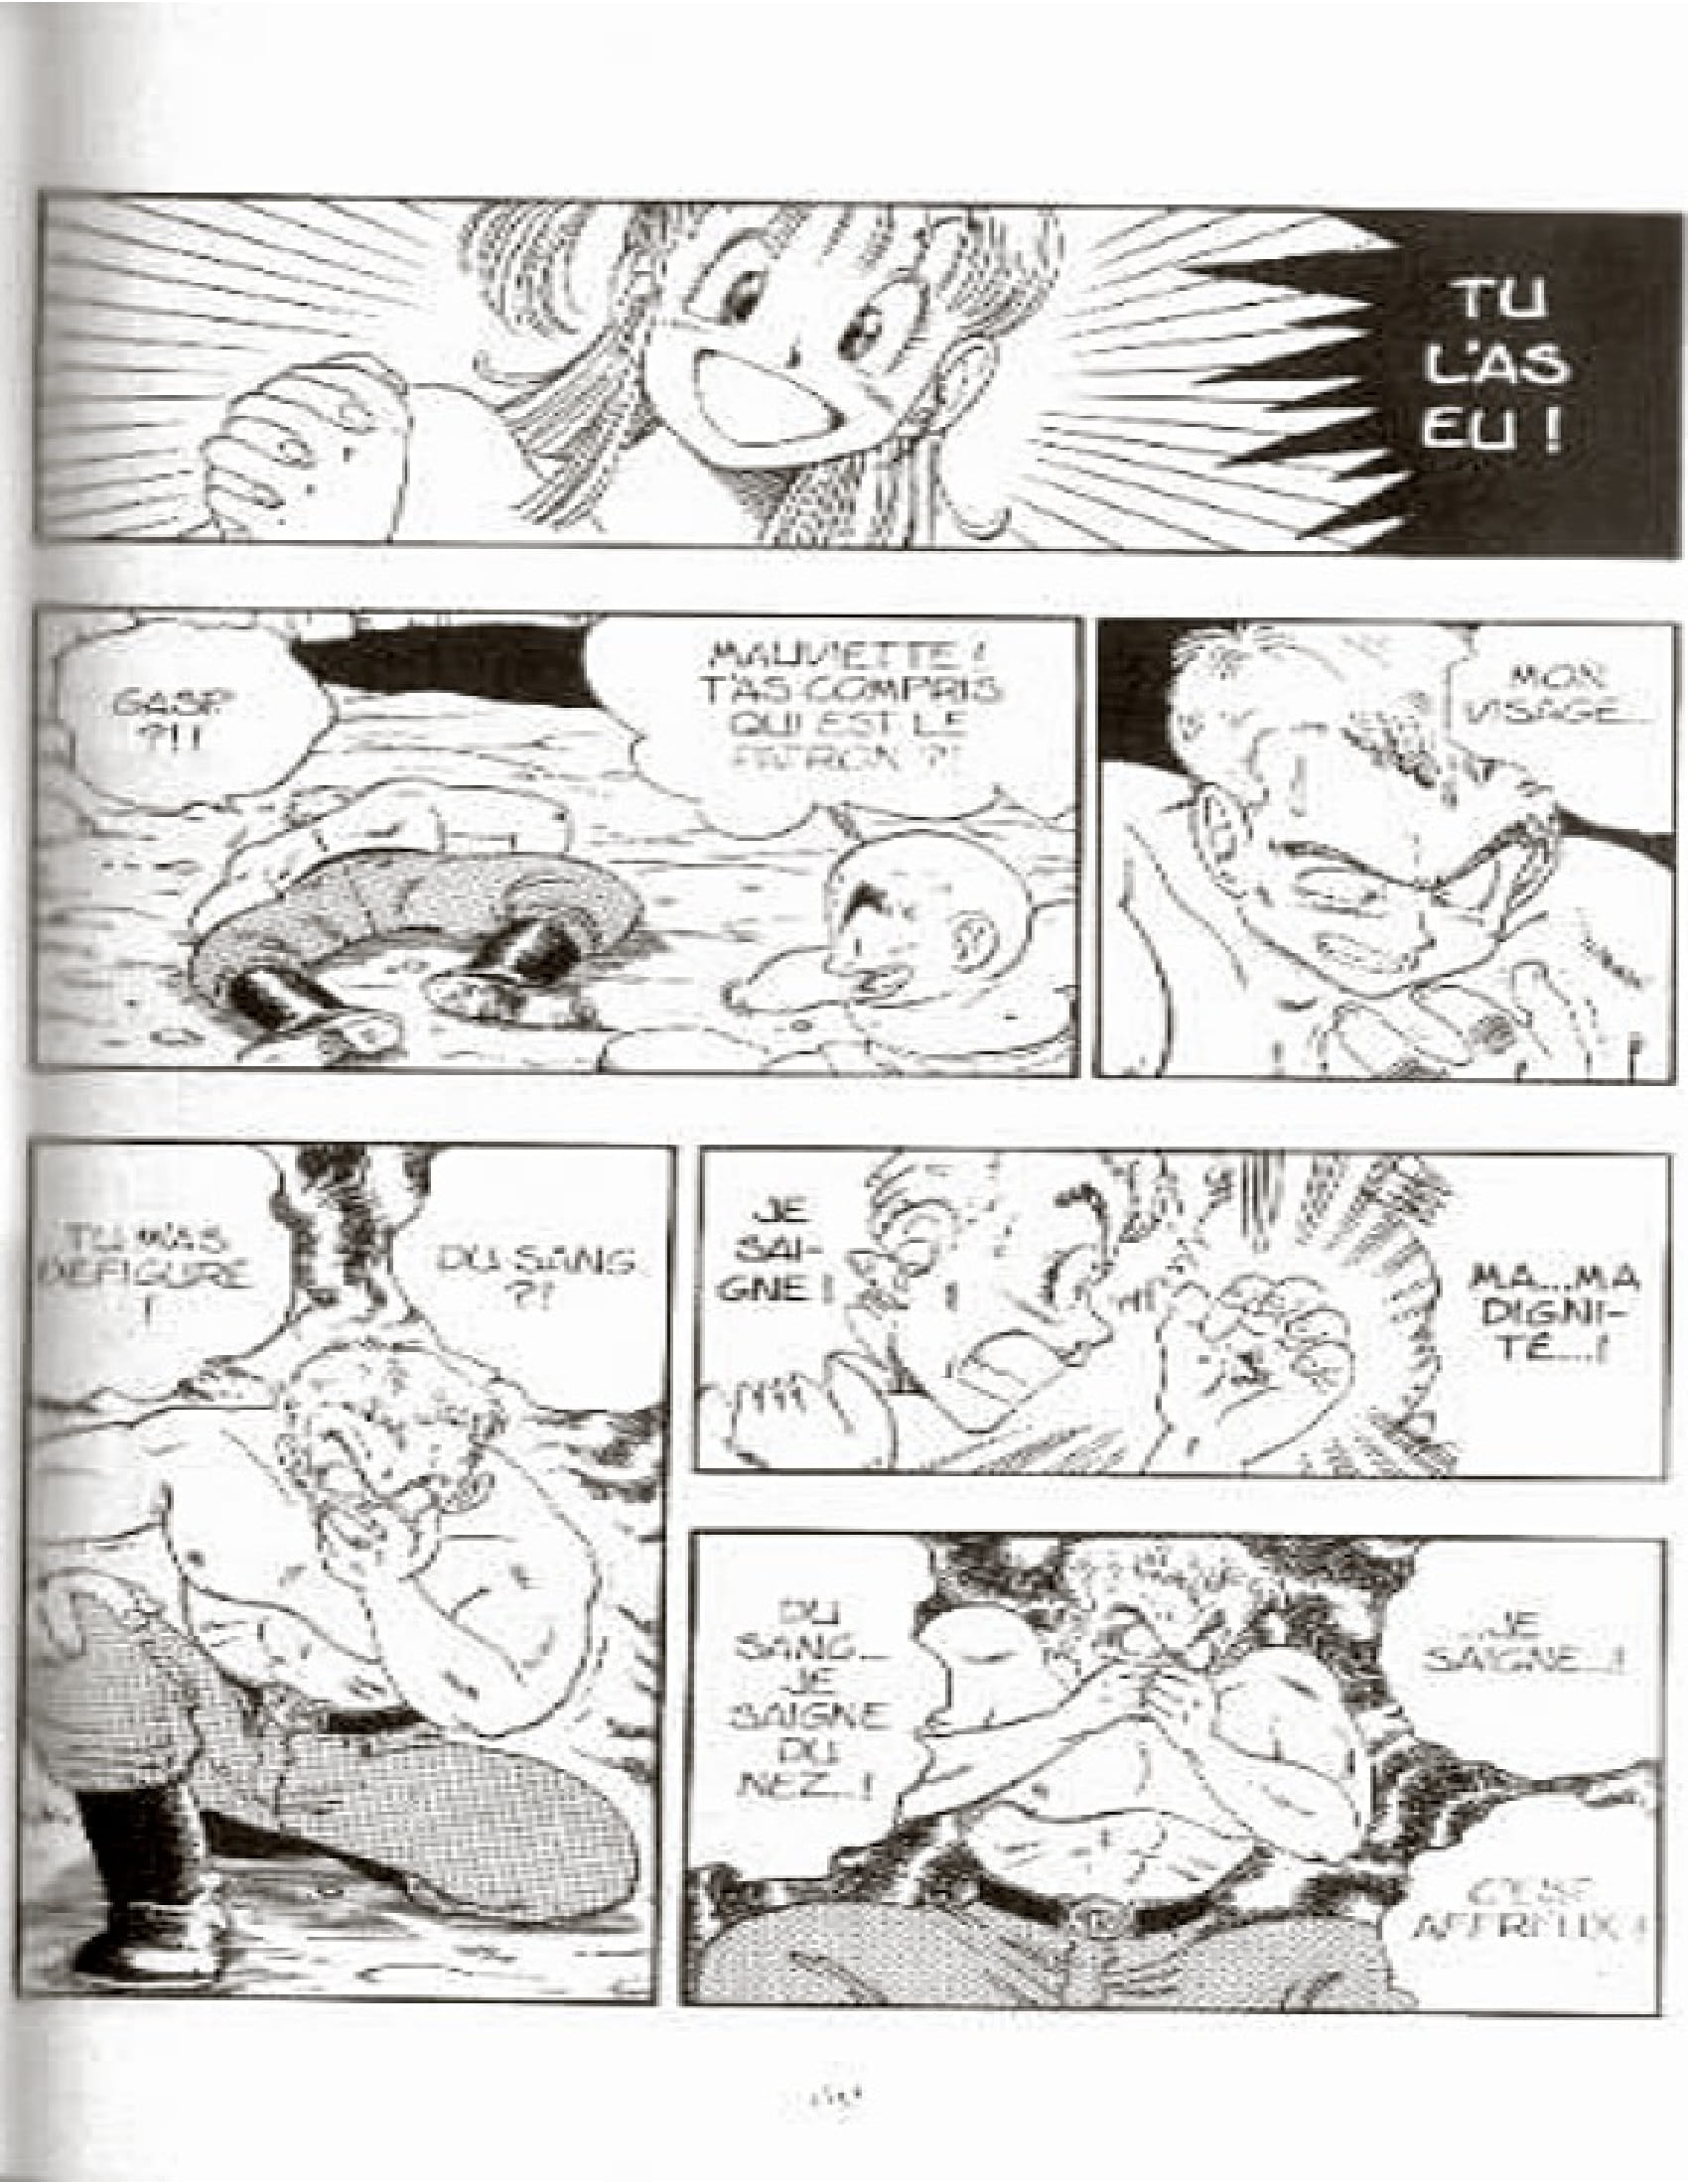 TU
L'AS
EU !
GASP
?!!
MAUVIETTE !
T'AS COMPRIS
QUI EST LE
PATRON ?!
MON
VISAGE...
TU M'AS
DÉFIGURÉ
!
DU SANG
?!
JE
SAI-
GNE !
MA...MA
DIGNI-
TÉ...!
DU
SANG...
JE
SAIGNE
DU
NEZ...!
...JE
SAIGNE...!
C'EST
AFFREUX !